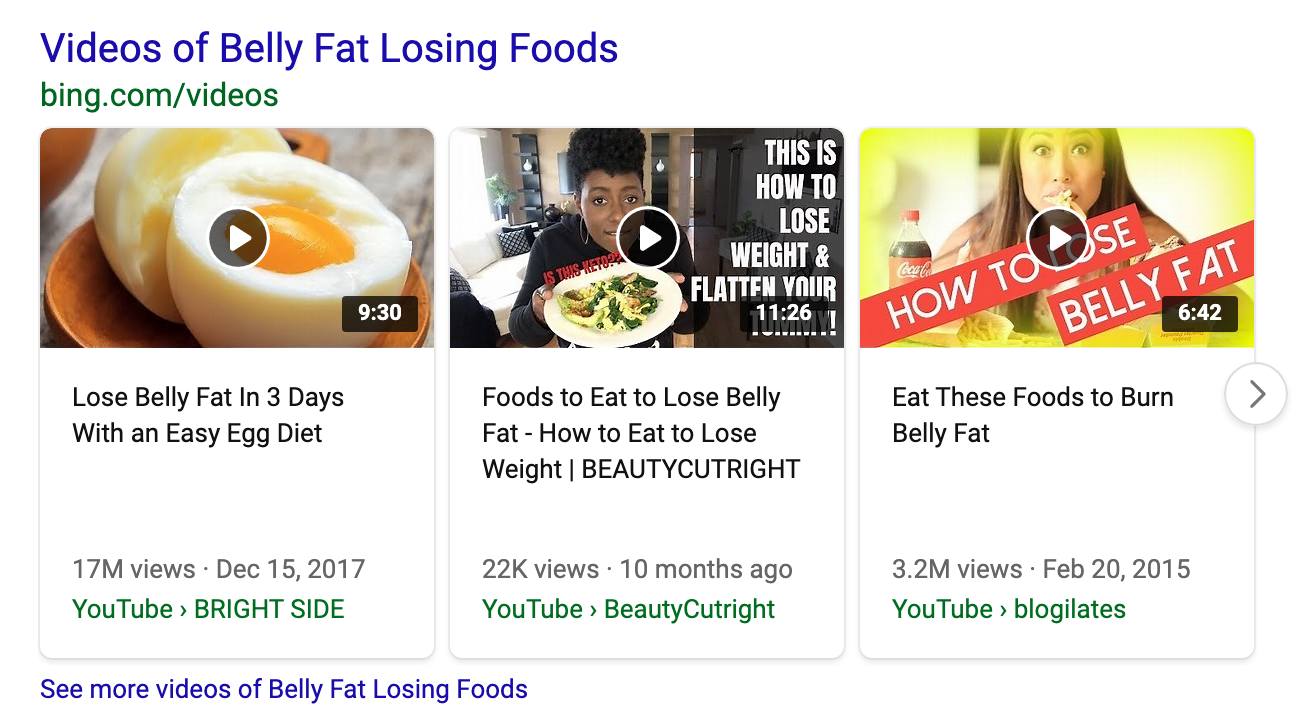 Videos of Belly Fat Losing Foods
bing.com/videos
9:30
THIS IS
HOW TO
LOSE
WEIGHT &
FLATTEN YOUR
TUMMY!
IS THIS KETO??
11:26
Coca-Cola
HOW TO LOSE
BELLY FAT
6:42
Lose Belly Fat In 3 Days
With an Easy Egg Diet
17M views · Dec 15, 2017
YouTube › BRIGHT SIDE
Foods to Eat to Lose Belly
Fat - How to Eat to Lose
Weight | BEAUTYCUTRIGHT
22K views · 10 months ago
YouTube › BeautyCutright
Eat These Foods to Burn
Belly Fat
3.2M views · Feb 20, 2015
YouTube › blogilates
See more videos of Belly Fat Losing Foods